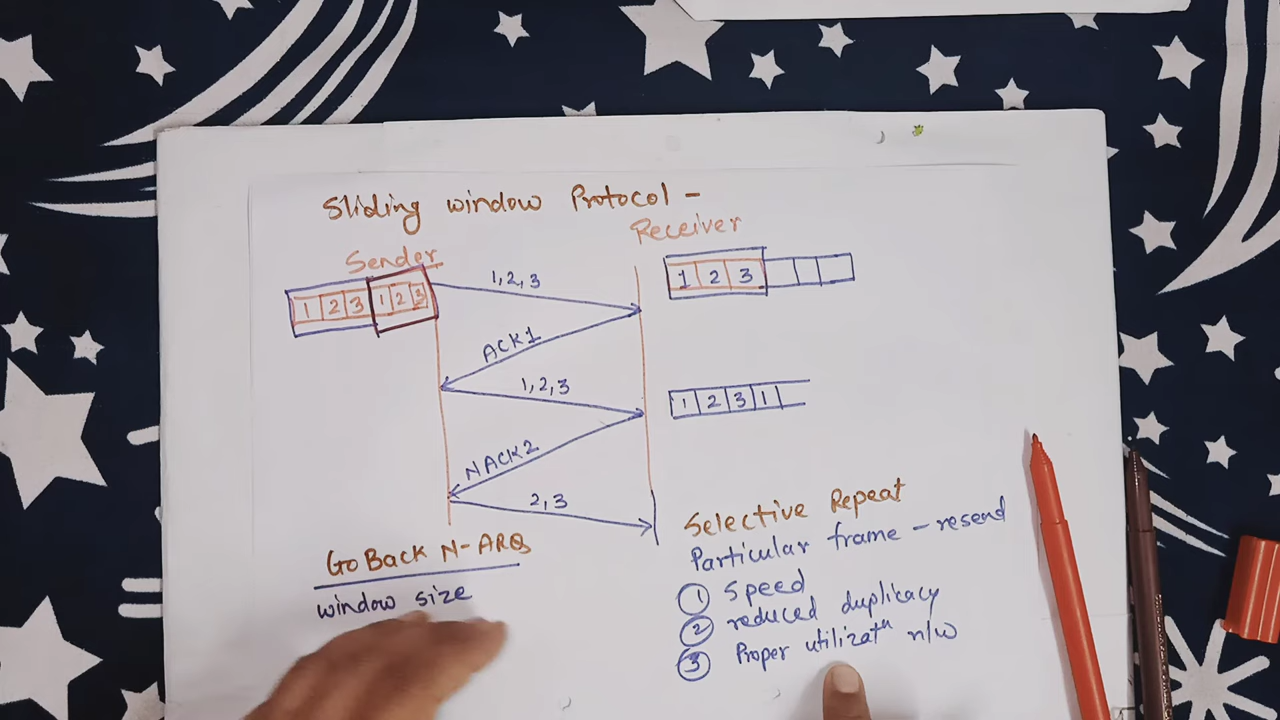 Sliding window Protocol -
Sender
Receiver
1 2 3 1 2 3
1,2,3
1 2 3
ACK1
1,2,3
1 2 3 1
NACK2
2,3
Go Back N-ARQ
window size
Selective Repeat
Particular frame - resend
1 Speed
2 reduced duplicacy
3 Proper utilizatⁿ n/w